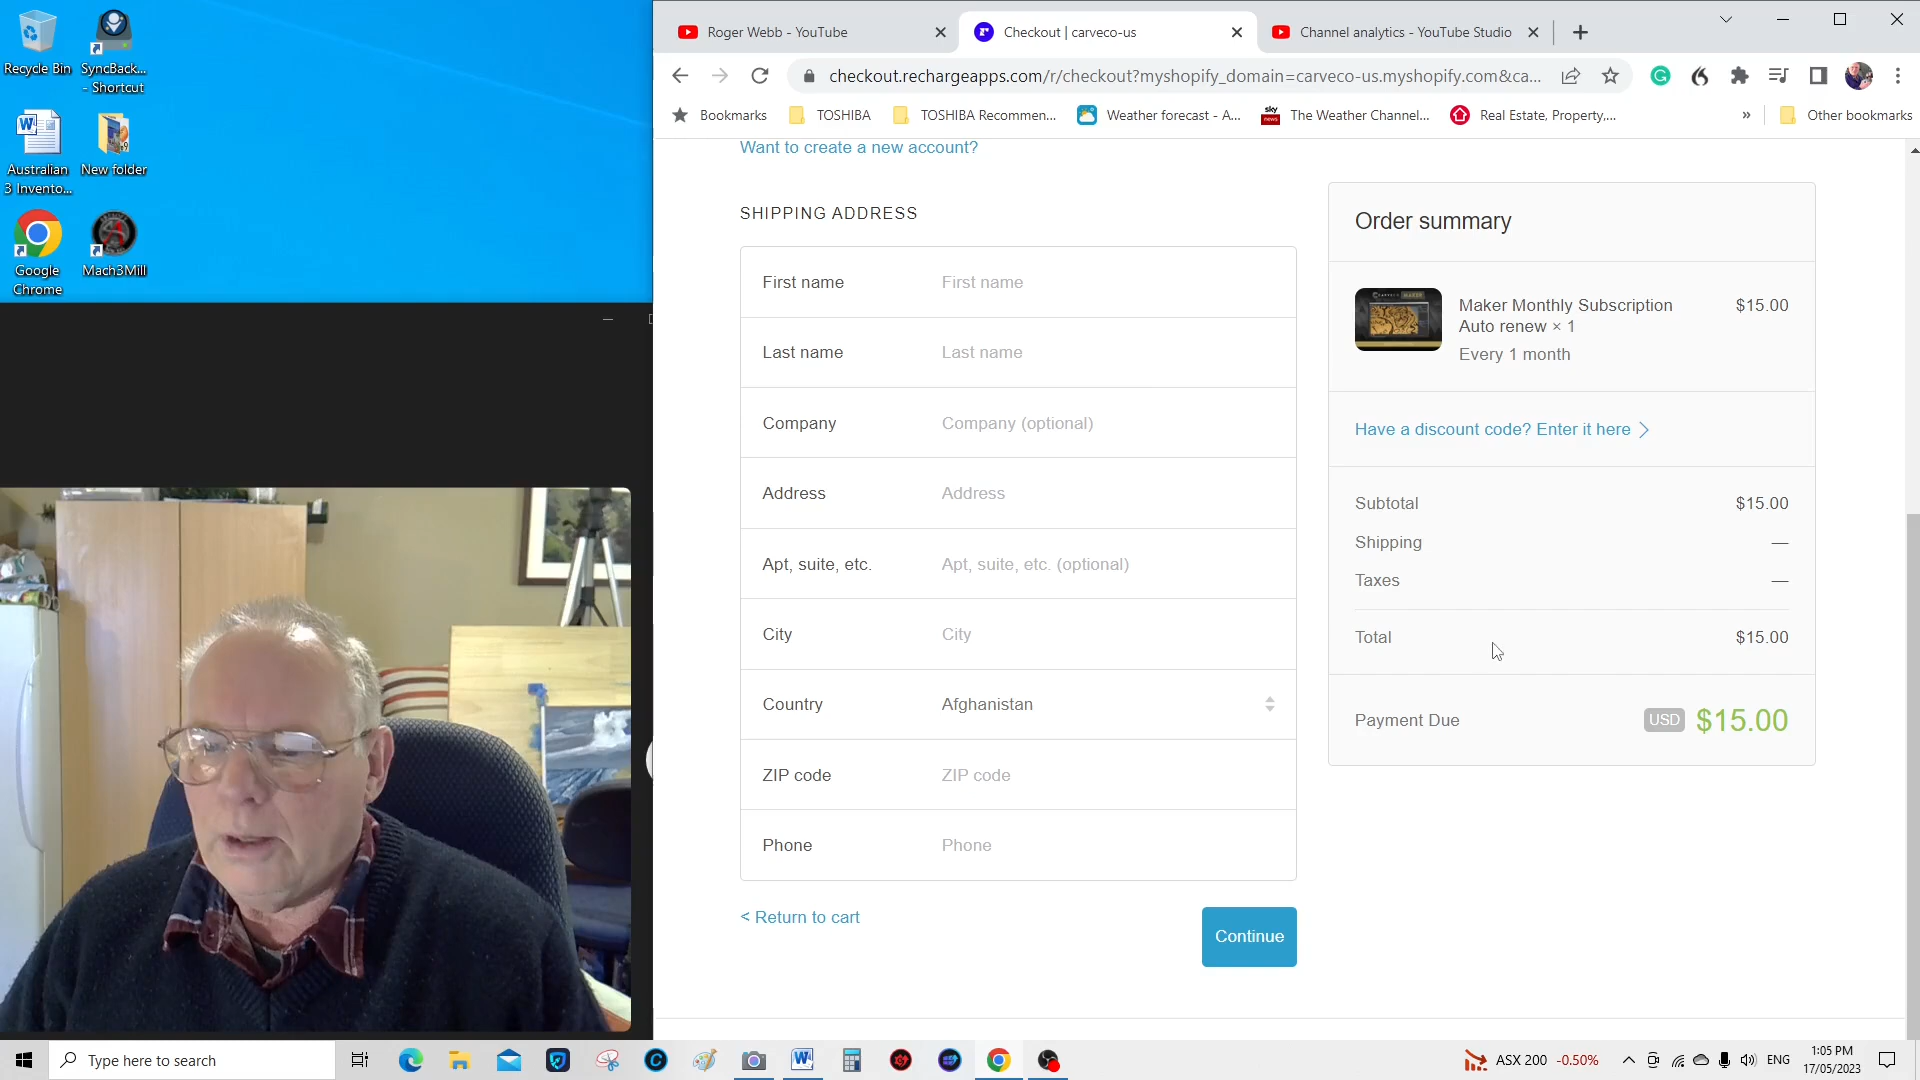 Recycle Bin
SyncBack...
- Shortcut
Australian
3 Invento...
New folder
Google
Chrome
Mach3Mill
Roger Webb - YouTube
Checkout | carveco-us
Channel analytics - YouTube Studio
checkout.rechargeapps.com/r/checkout?myshopify_domain=carveco-us.myshopify.com&ca...
Bookmarks
TOSHIBA
TOSHIBA Recommen...
Weather forecast - A...
The Weather Channel...
Real Estate, Property,...
»
Other bookmarks
Want to create a new account?
SHIPPING ADDRESS
First name First name
Last name Last name
Company Company (optional)
Address Address
Apt, suite, etc. Apt, suite, etc. (optional)
City City
Country Afghanistan
ZIP code ZIP code
Phone Phone
< Return to cart
Continue
Order summary
Maker Monthly Subscription $15.00
Auto renew × 1
Every 1 month
Have a discount code? Enter it here
Subtotal $15.00
Shipping —
Taxes —
Total $15.00
Payment Due USD $15.00
Type here to search
ASX 200 -0.50%
ENG
1:05 PM
17/05/2023